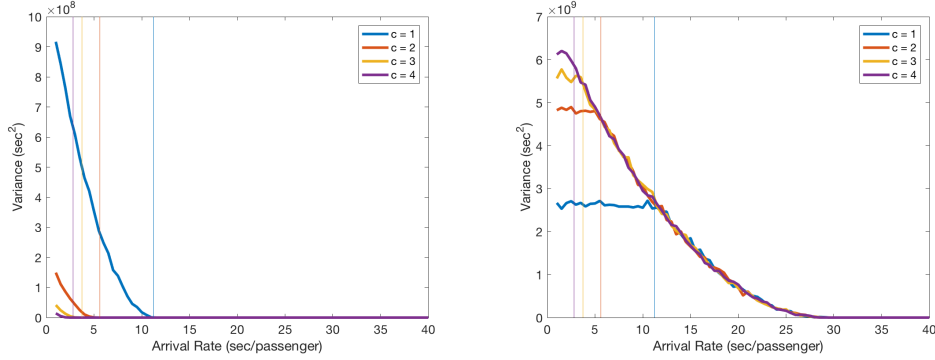 ×10^8
10
9
8
7
6
5
4
3
2
1
0
Variance (sec^2)
0 5 10 15 20 25 30 35 40
Arrival Rate (sec/passenger)
c = 1
c = 2
c = 3
c = 4
×10^9
7
6
5
4
3
2
1
0
Variance (sec^2)
0 5 10 15 20 25 30 35 40
Arrival Rate (sec/passenger)
c = 1
c = 2
c = 3
c = 4